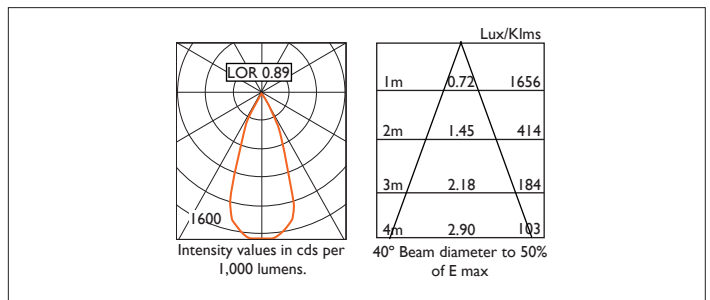 LOR 0.89
1600
Intensity values in cds per
1,000 lumens.
Lux/Klms
1m 0.72 1656
2m 1.45 414
3m 2.18 184
4m 2.90 103
40° Beam diameter to 50%
of E max